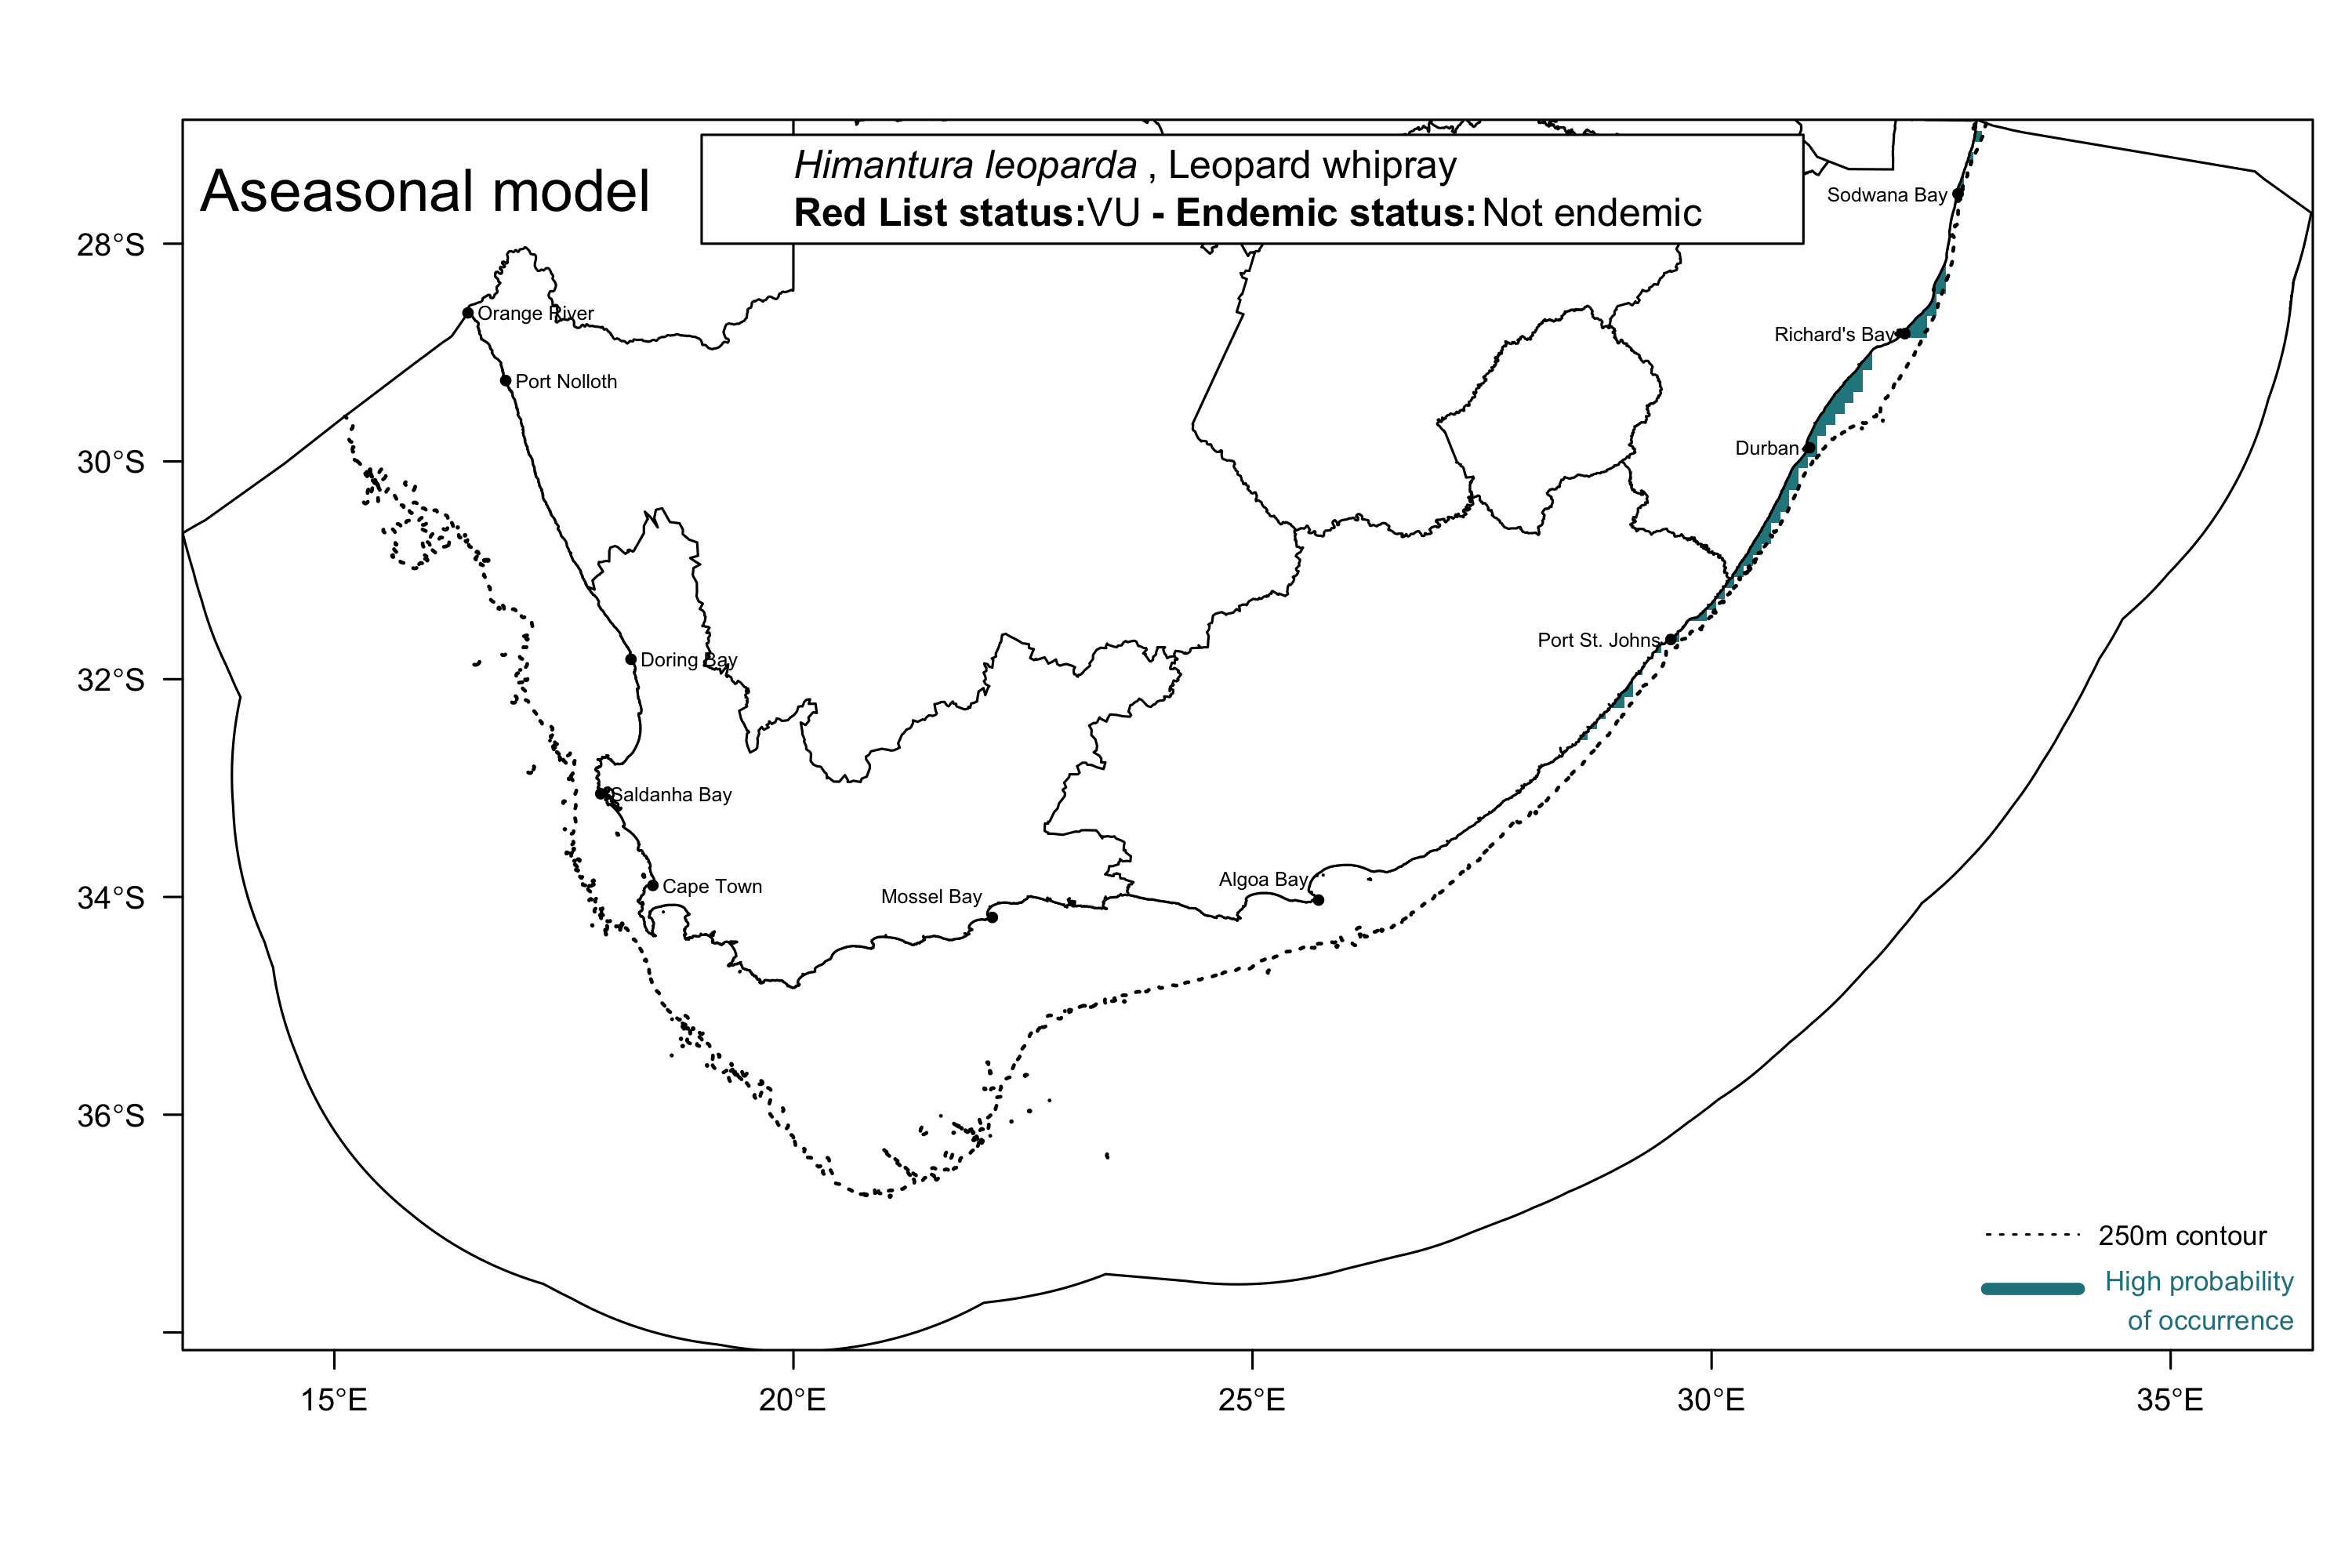 Aseasonal model
Himantura leoparda , Leopard whipray
Red List status:VU - Endemic status: Not endemic
Sodwana Bay
28°S
Orange River
Richard's Bay
Port Nolloth
Durban
30°S
Port St. Johns
Doring Bay
32°S
Saldanha Bay
Algoa Bay
Cape Town
Mossel Bay
34°S
36°S
250m contour
High probability
of occurrence
15°E
20°E
25°E
30°E
35°E